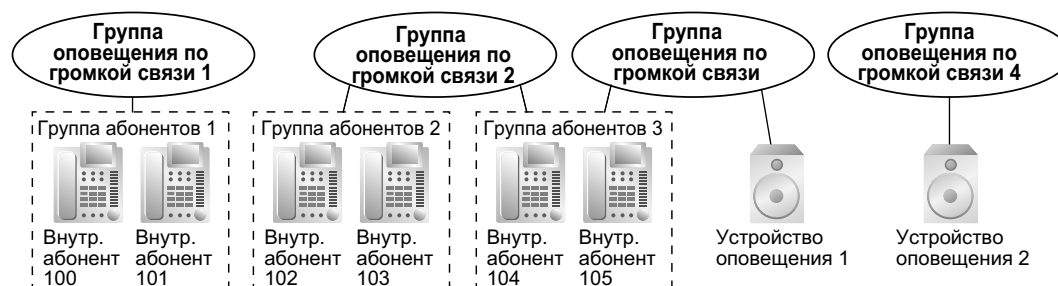 Группа
оповещения по
громкой связи 1
Группа
оповещения по
громкой связи 2
Группа
оповещения по
громкой связи
Группа
оповещения по
громкой связи 4
Группа абонентов 1
Группа абонентов 2
Группа абонентов 3
Внутр.
абонент
100
Внутр.
абонент
101
Внутр.
абонент
102
Внутр.
абонент
103
Внутр.
абонент
104
Внутр.
абонент
105
Устройство
оповещения 1
Устройство
оповещения 2